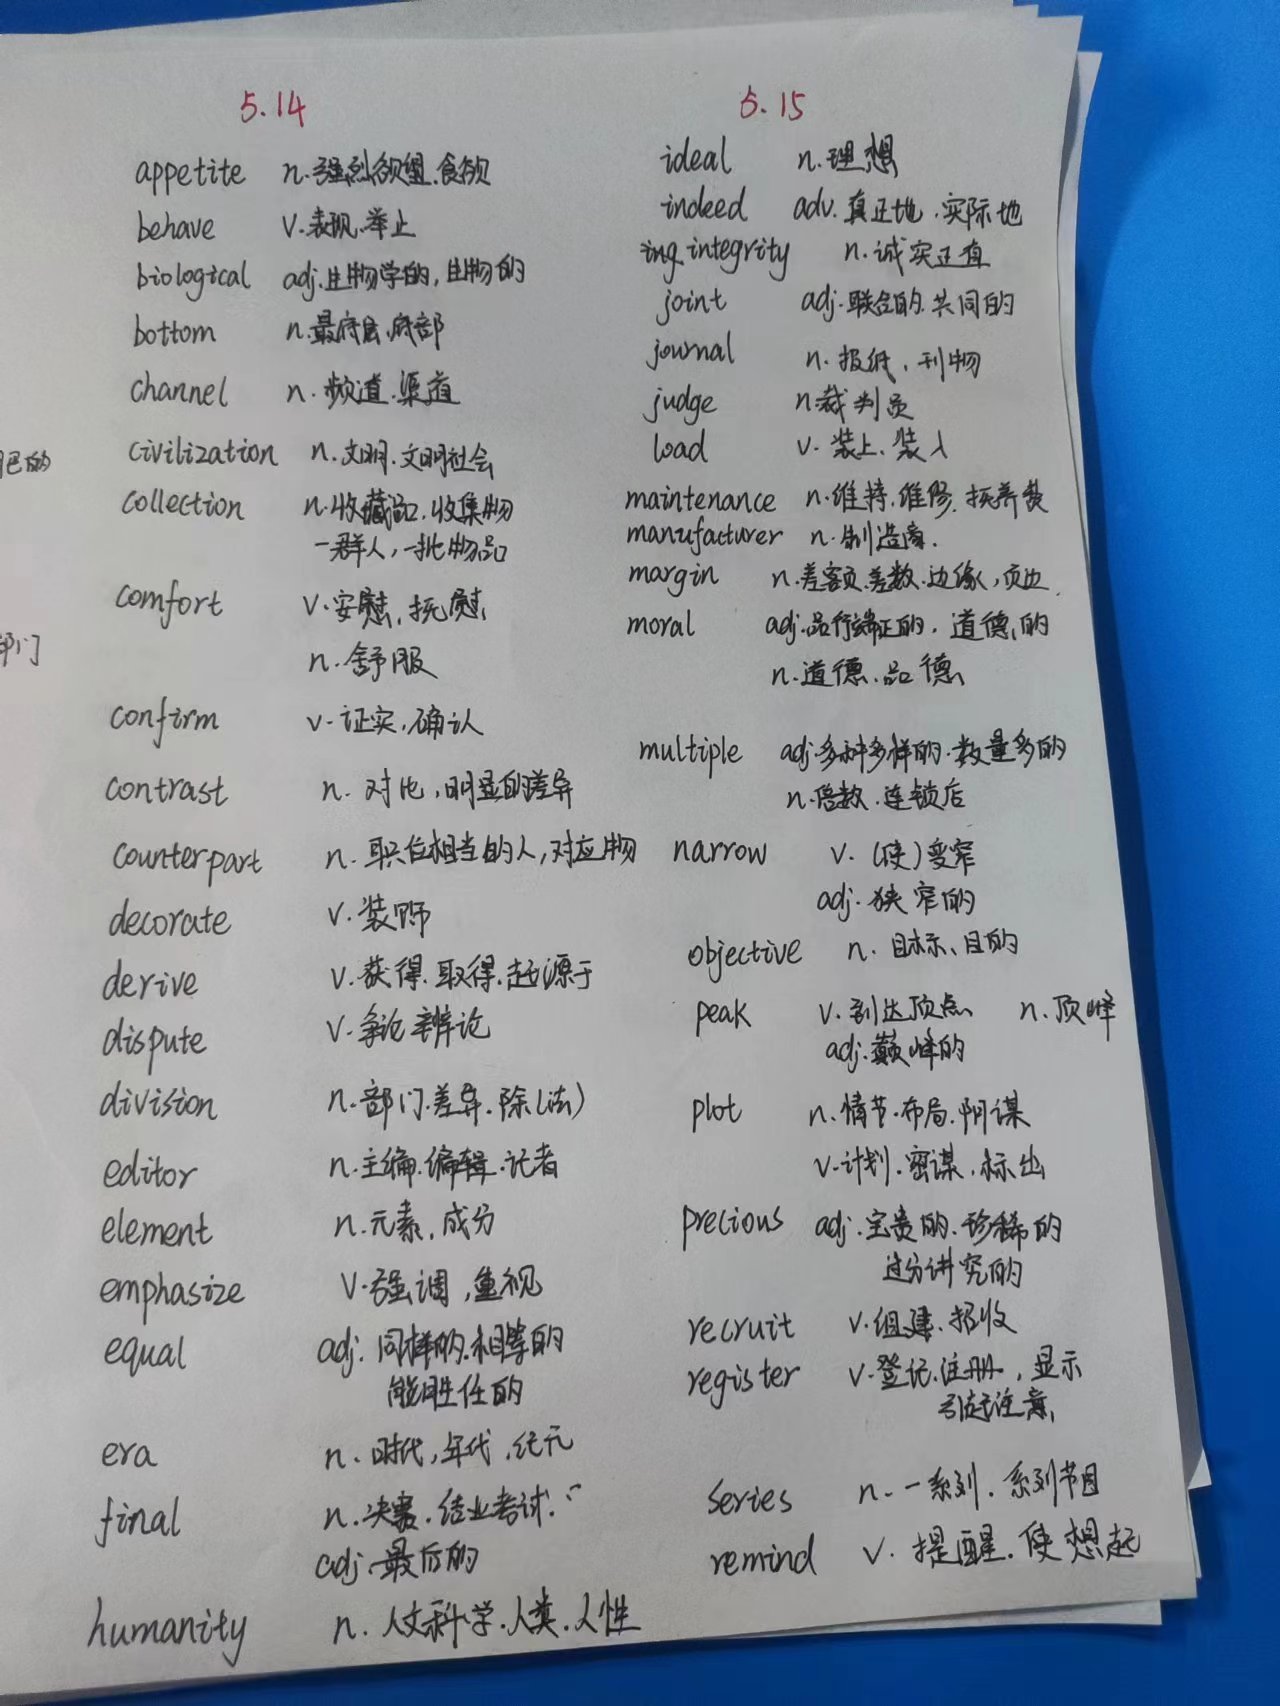 5.14
appetite n.强烈欲望.食欲
behave v.表现.举止
biological adj.生物学的,生物的
bottom n.最底层.底部
channel n.频道.渠道
civilization n.文明.文明社会
collection n.收藏品.收集物
一群人,一批物品
comfort v.安慰,抚慰
n.舒服
confirm v.证实,确认
contrast n.对比,明显的差异
counterpart n.职位相当的人,对应物
decorate v.装饰
derive v.获得.取得.起源于
dispute v.争论 辨论
division n.部门.差异.除(法)
editor n.主编.编辑.记者
element n.元素,成分
emphasize v.强调,重视
equal adj.同样的.相等的
能胜任的
era n.时代,年代,纪元
final n.决赛.结业考试.
adj.最后的
humanity n.人文科学.人类.人性
5.15
ideal n.理想
indeed adv.真正地.实际地
ing integrity n.诚实正直
joint adj.联合的.共同的
journal n.报纸、刊物
judge n.裁判员
load v.装上.装入
maintenance n.维持.维修.抚养费
manufacturer n.制造商.
margin n.差额.差数.边缘,页边
moral adj.品行端正的,道德的
n.道德.品德
multiple adj.多种多样的.数量多的
n.倍数.连锁店
narrow v.(使)变窄
adj.狭窄的
objective n.目标、目的
peak v.到达顶点 n.顶峰
adj.巅峰的
plot n.情节.布局.阴谋
v.计划.密谋.标出
precious adj.宝贵的.珍稀的
过分讲究的
recruit v.组建.招收
register v.登记.注册,显示
引起注意
series n.一系列.系列节目
remind v.提醒.使想起
部门